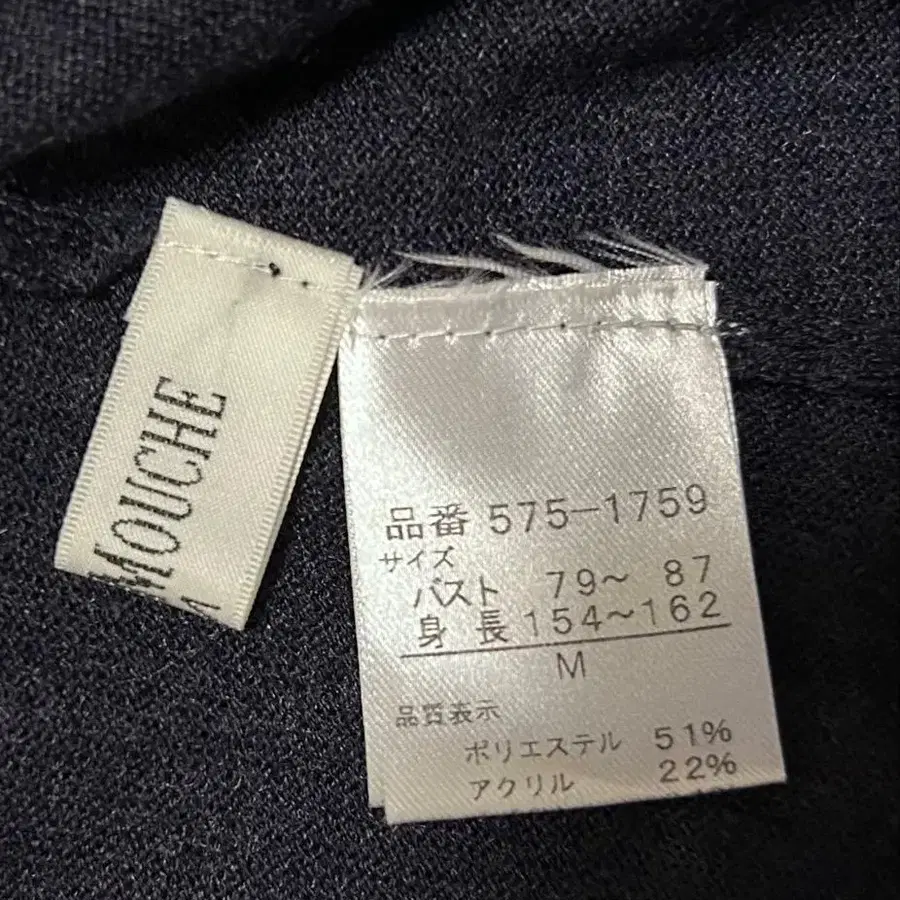 MOUCHE
品番 575-1759
サイズ
バスト 79～ 87
身長 154～162
M
品質表示
ポリエステル 51%
アクリル 22%